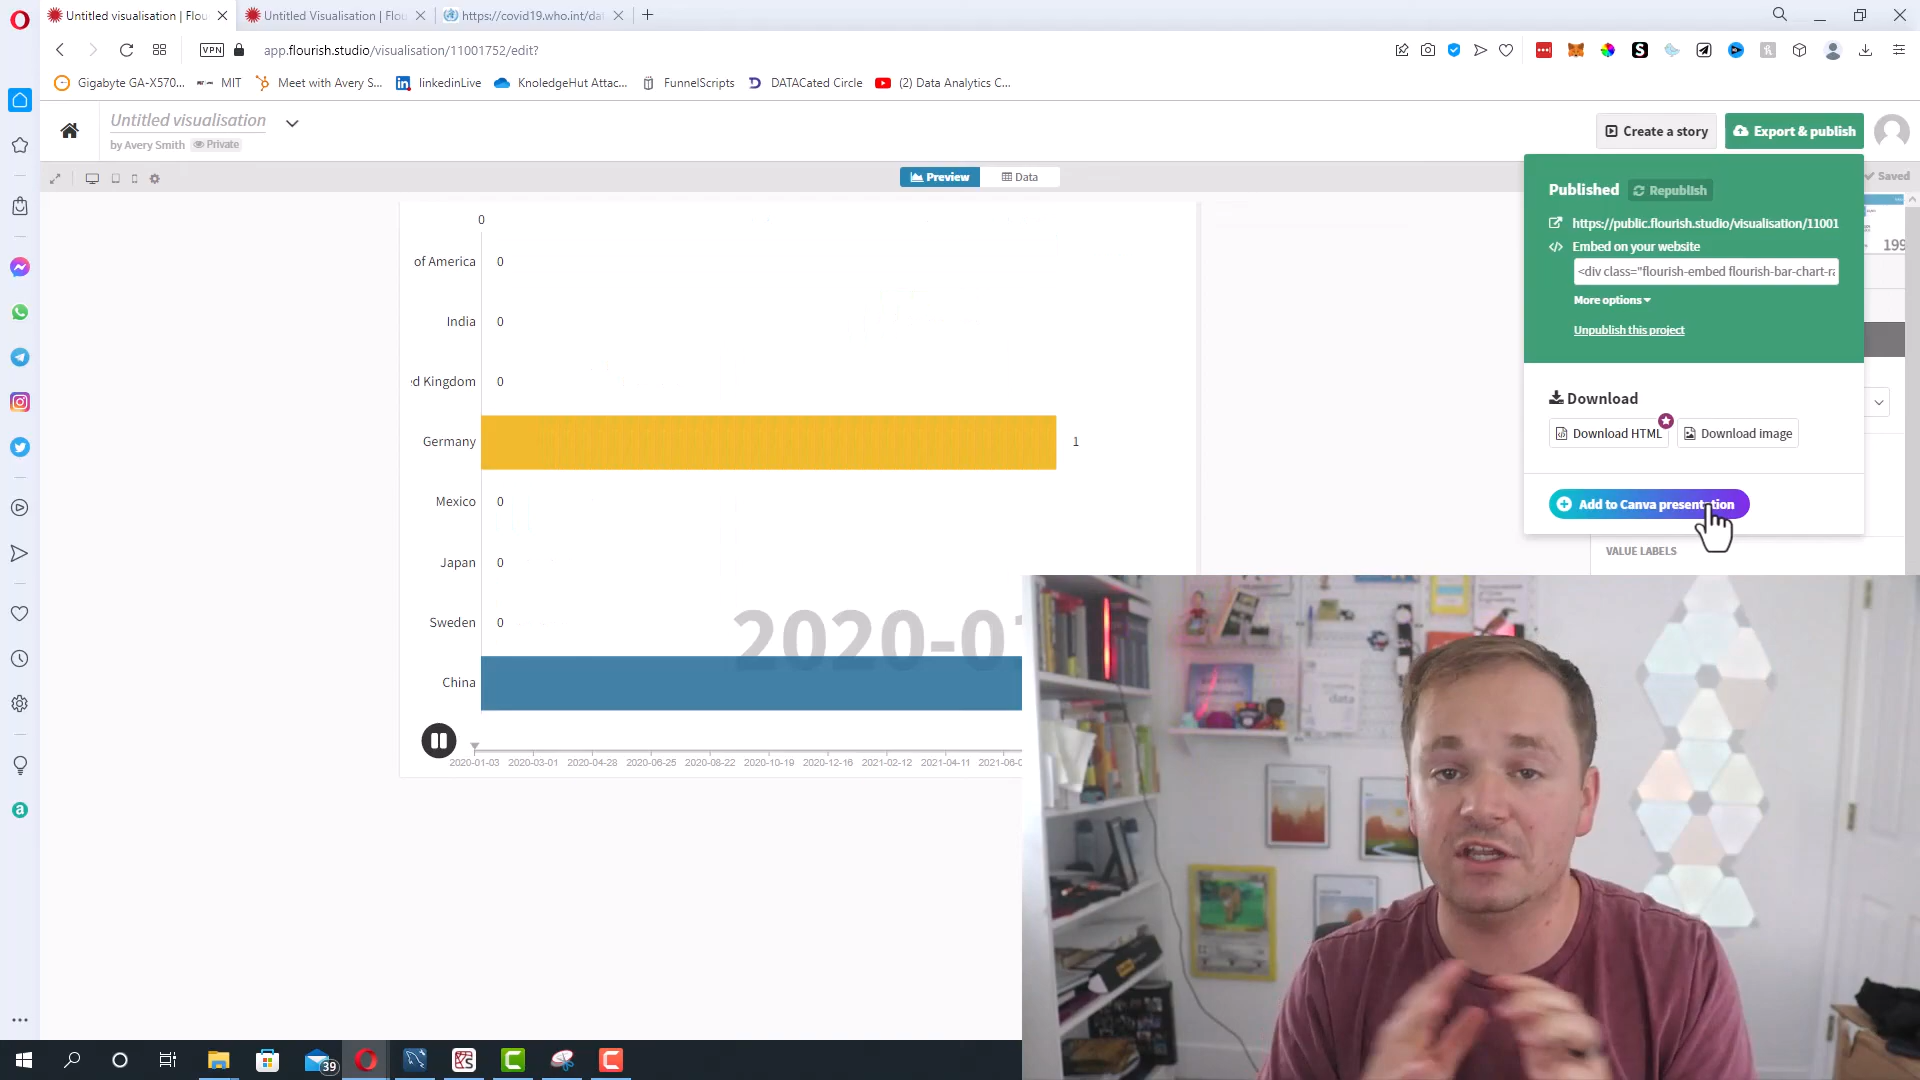 Untitled visualisation | Flou
Untitled Visualisation | Flou
https://covid19.who.int/da
VPN
app.flourish.studio/visualisation/11001752/edit?
Gigabyte GA-X570...
MIT
Meet with Avery S...
linkedinLive
KnoledgeHut Attac...
FunnelScripts
DATACated Circle
(2) Data Analytics C...
Untitled visualisation
by Avery Smith
Private
Create a story
Export & publish
Preview
Data
Saved
Published
Republish
https://public.flourish.studio/visualisation/11001
Embed on your website
<div class="flourish-embed flourish-bar-chart-ra
More options
Unpublish this project
Download
Download HTML
Download image
Add to Canva presentation
VALUE LABELS
199
0
of America 0
India 0
d Kingdom 0
Germany 1
Mexico 0
Japan 0
Sweden 0
China
2020-01
2020-01-03 2020-03-01 2020-04-28 2020-06-25 2020-08-22 2020-10-19 2020-12-16 2021-02-12 2021-04-11 2021-06-0
data
39